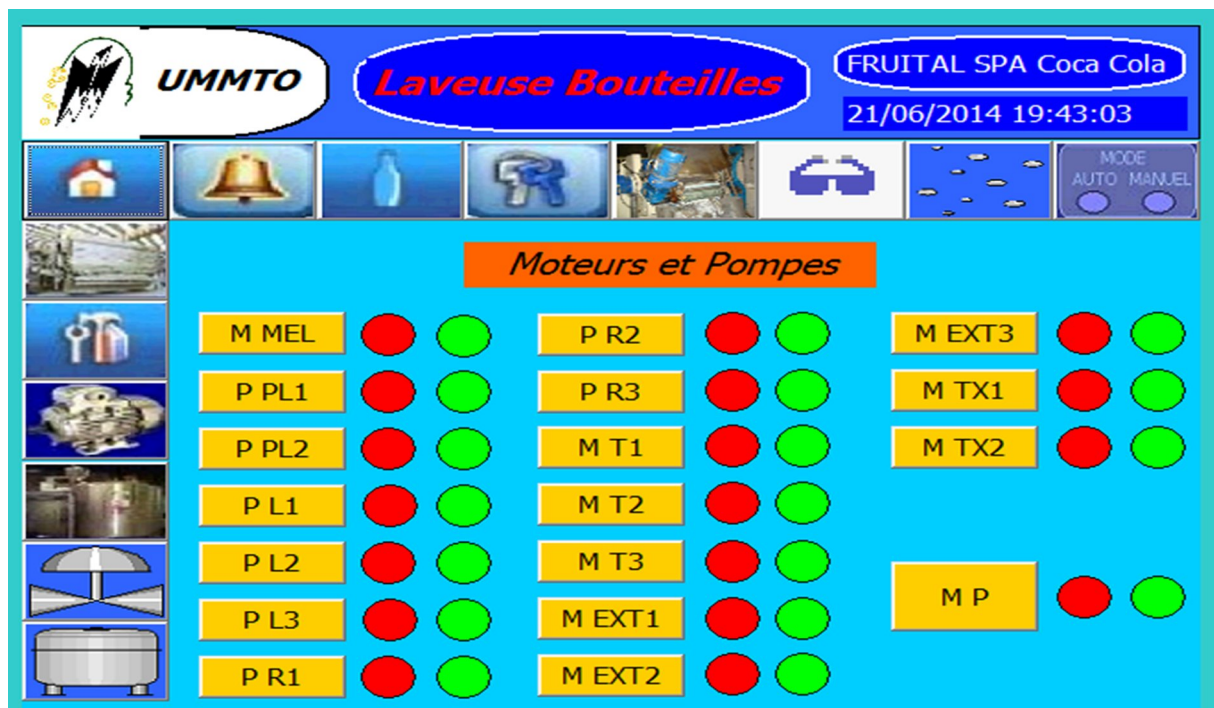 UMMTO
Laveuse Bouteilles
FRUITAL SPA Coca Cola
21/06/2014 19:43:03
MODE
AUTO MANUEL
Moteurs et Pompes
M MEL
P R2
M EXT3
P PL1
P R3
M TX1
P PL2
M T1
M TX2
P L1
M T2
P L2
M T3
M P
P L3
M EXT1
P R1
M EXT2